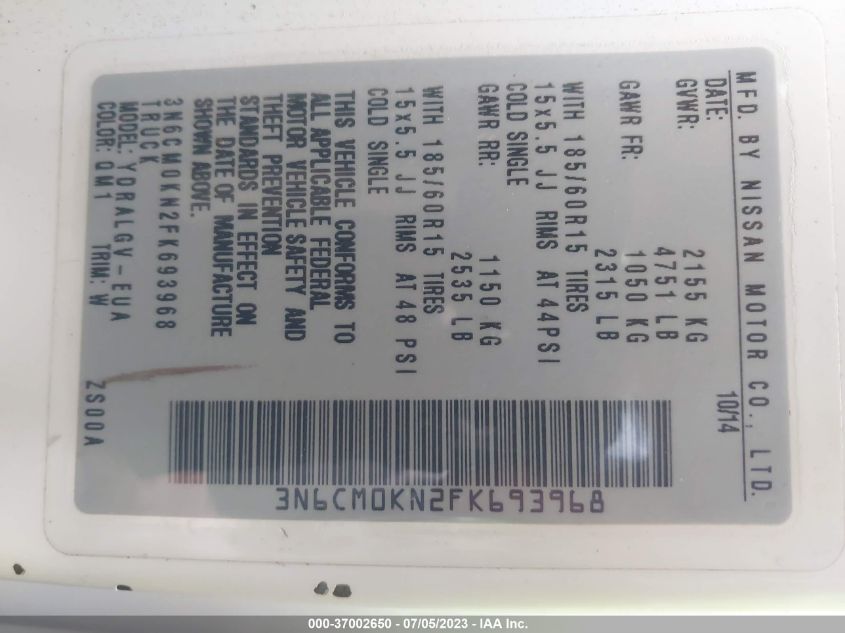 MFD. BY NISSAN MOTOR CO., LTD.
DATE: 10/14
GVWR: 2155 KG
4751 LB
GAWR FR: 1050 KG
2315 LB
WITH 185/60R15 TIRES
15x5.5 JJ RIMS AT 44PSI
COLD SINGLE
GAWR RR: 1150 KG
2535 LB
WITH 185/60R15 TIRES
15x5.5 JJ RIMS AT 48 PSI
COLD SINGLE
THIS VEHICLE CONFORMS TO
ALL APPLICABLE FEDERAL
MOTOR VEHICLE SAFETY AND
THEFT PREVENTION
STANDARDS IN EFFECT ON
THE DATE OF MANUFACTURE
SHOWN ABOVE.
3N6CM0KN2FK693968
TRUCK
MODEL: YDRALGV-EUA
COLOR: QM1 TRIM: W ZS00A
3N6CM0KN2FK693968
000-37002650 - 07/05/2023 - IAA Inc.